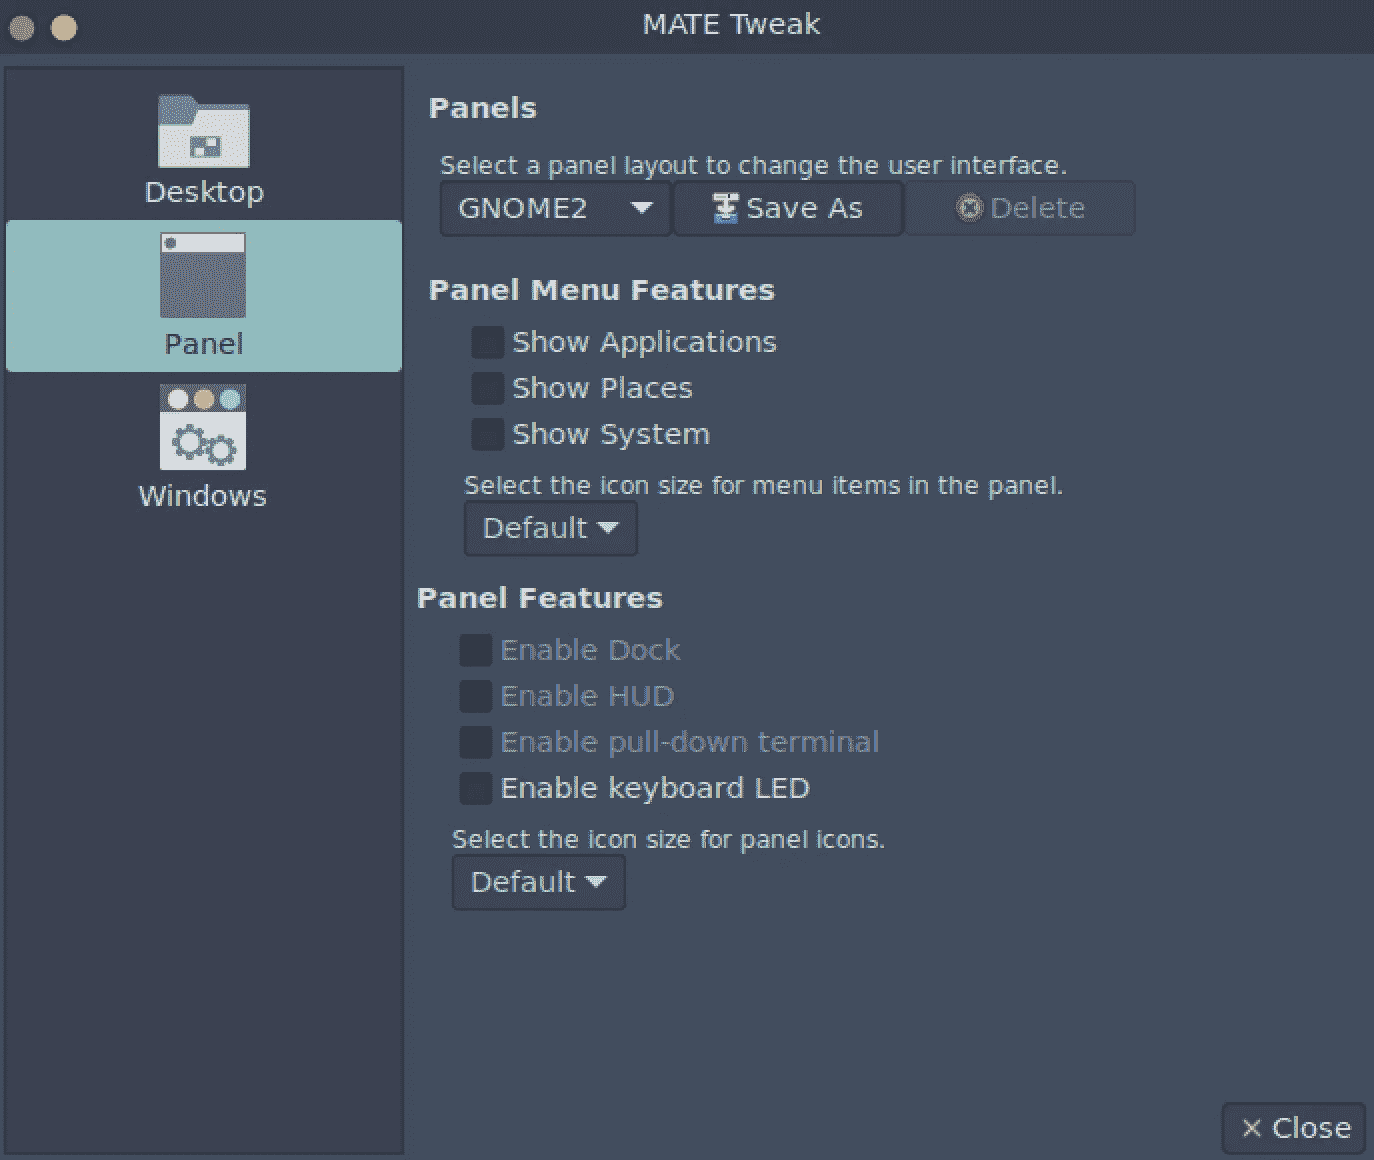 MATE Tweak
Desktop
Panel
Windows
Panels
Select a panel layout to change the user interface.
GNOME2 Save As Delete
Panel Menu Features
Show Applications
Show Places
Show System
Select the icon size for menu items in the panel.
Default
Panel Features
Enable Dock
Enable HUD
Enable pull-down terminal
Enable keyboard LED
Select the icon size for panel icons.
Default
Close